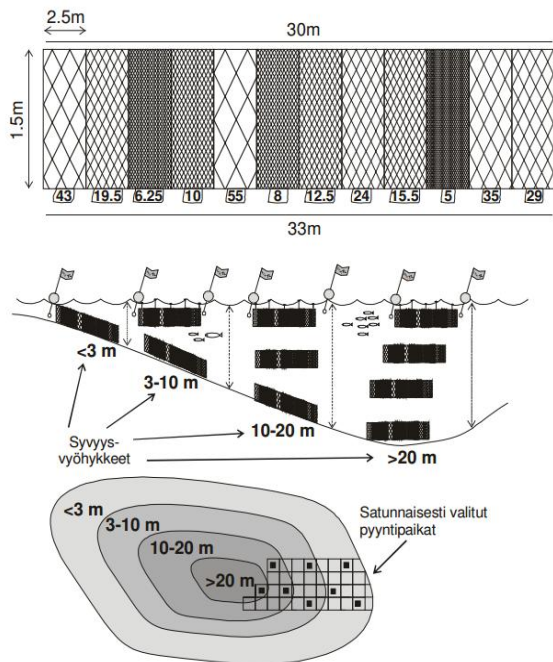 2.5m
30m
1.5m
43 19.5 6.25 10 55 8 12.5 24 15.5 5 35 29
33m
<3 m
3-10 m
10-20 m
>20 m
Syvyys-
vyöhykkeet
<3 m
3-10 m
10-20 m
>20 m
Satunnaisesti valitut
pyyntipaikat